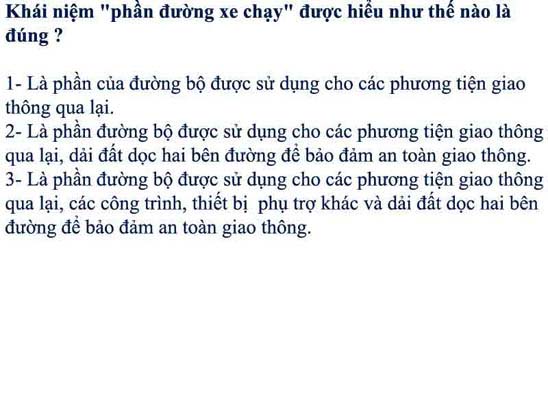 Khái niệm "phần đường xe chạy" được hiểu như thế nào là
đúng ?
1- Là phần của đường bộ được sử dụng cho các phương tiện giao
thông qua lại.
2- Là phần đường bộ được sử dụng cho các phương tiện giao thông
qua lại, dải đất dọc hai bên đường để bảo đảm an toàn giao thông.
3- Là phần đường bộ được sử dụng cho các phương tiện giao thông
qua lại, các công trình, thiết bị phụ trợ khác và dải đất dọc hai bên
đường để bảo đảm an toàn giao thông.